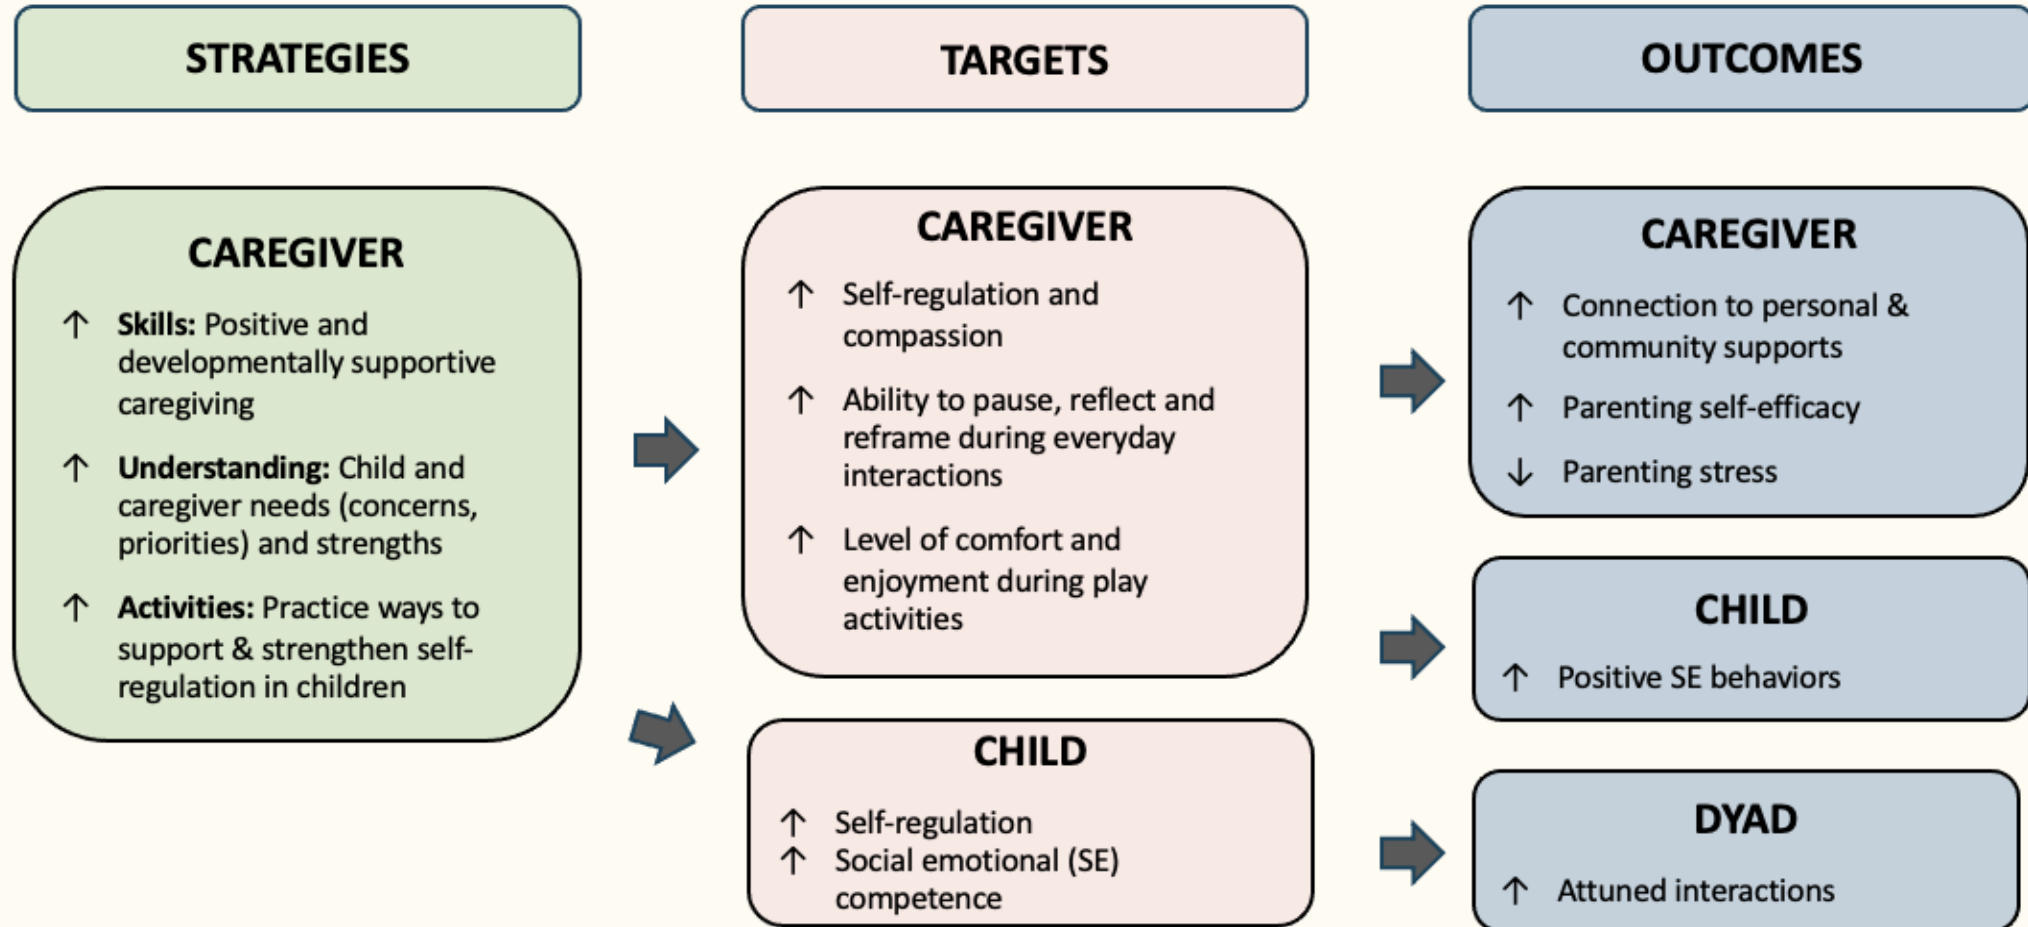 STRATEGIES
TARGETS
OUTCOMES
CAREGIVER
↑ Skills: Positive and
developmentally supportive
caregiving
↑ Understanding: Child and
caregiver needs (concerns,
priorities) and strengths
↑ Activities: Practice ways to
support & strengthen self-
regulation in children
CAREGIVER
↑ Self-regulation and
compassion
↑ Ability to pause, reflect and
reframe during everyday
interactions
↑ Level of comfort and
enjoyment during play
activities
CHILD
↑ Self-regulation
↑ Social emotional (SE)
competence
CAREGIVER
↑ Connection to personal &
community supports
↑ Parenting self-efficacy
↓ Parenting stress
CHILD
↑ Positive SE behaviors
DYAD
↑ Attuned interactions